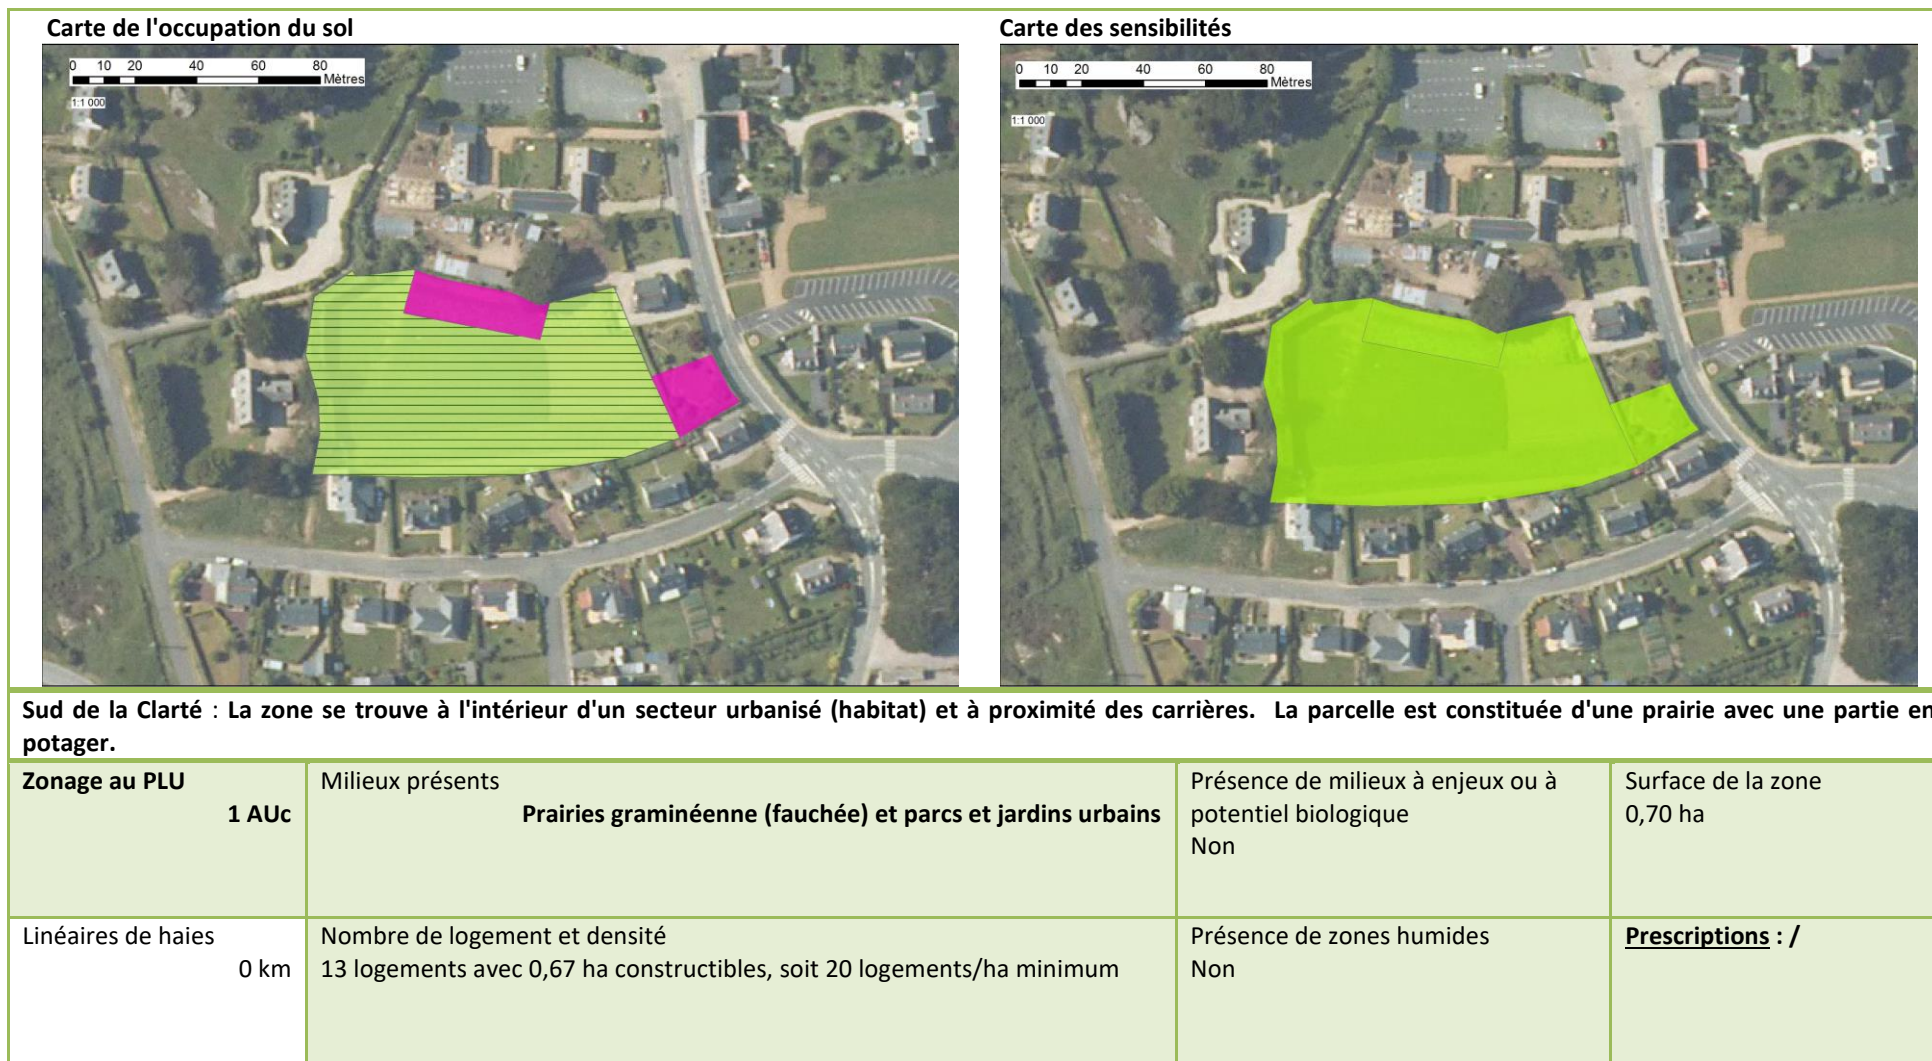 Carte de l'occupation du sol
Carte des sensibilités
0 10 20 40 60 80
Mètres
1:1 000
0 10 20 40 60 80
Mètres
1:1 000
Sud de la Clarté : La zone se trouve à l'intérieur d'un secteur urbanisé (habitat) et à proximité des carrières. La parcelle est constituée d'une prairie avec une partie en
potager.
Zonage au PLU
1 AUc
Milieux présents
Prairies graminéenne (fauchée) et parcs et jardins urbains
Présence de milieux à enjeux ou à
potentiel biologique
Non
Surface de la zone
0,70 ha
Linéaires de haies
0 km
Nombre de logement et densité
13 logements avec 0,67 ha constructibles, soit 20 logements/ha minimum
Présence de zones humides
Non
Prescriptions : /